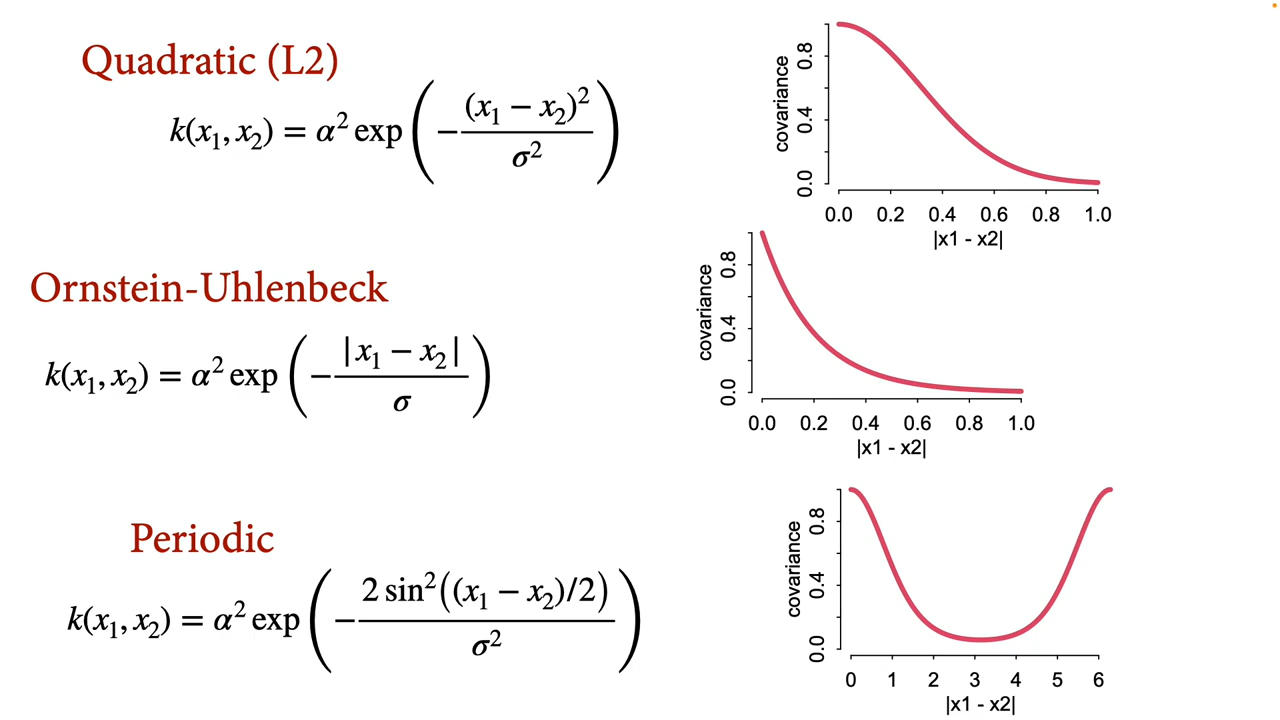 Quadratic (L2)
k(x₁, x₂) = α² exp(−(x₁ − x₂)²/σ²)
covariance
0.0 0.4 0.8
0.0 0.2 0.4 0.6 0.8 1.0
|x1 - x2|
Ornstein-Uhlenbeck
k(x₁, x₂) = α² exp(−|x₁ − x₂|/σ)
covariance
0.0 0.4 0.8
0.0 0.2 0.4 0.6 0.8 1.0
|x1 - x2|
Periodic
k(x₁, x₂) = α² exp(−2 sin²((x₁ − x₂)/2)/σ²)
covariance
0.0 0.4 0.8
0 1 2 3 4 5 6
|x1 - x2|